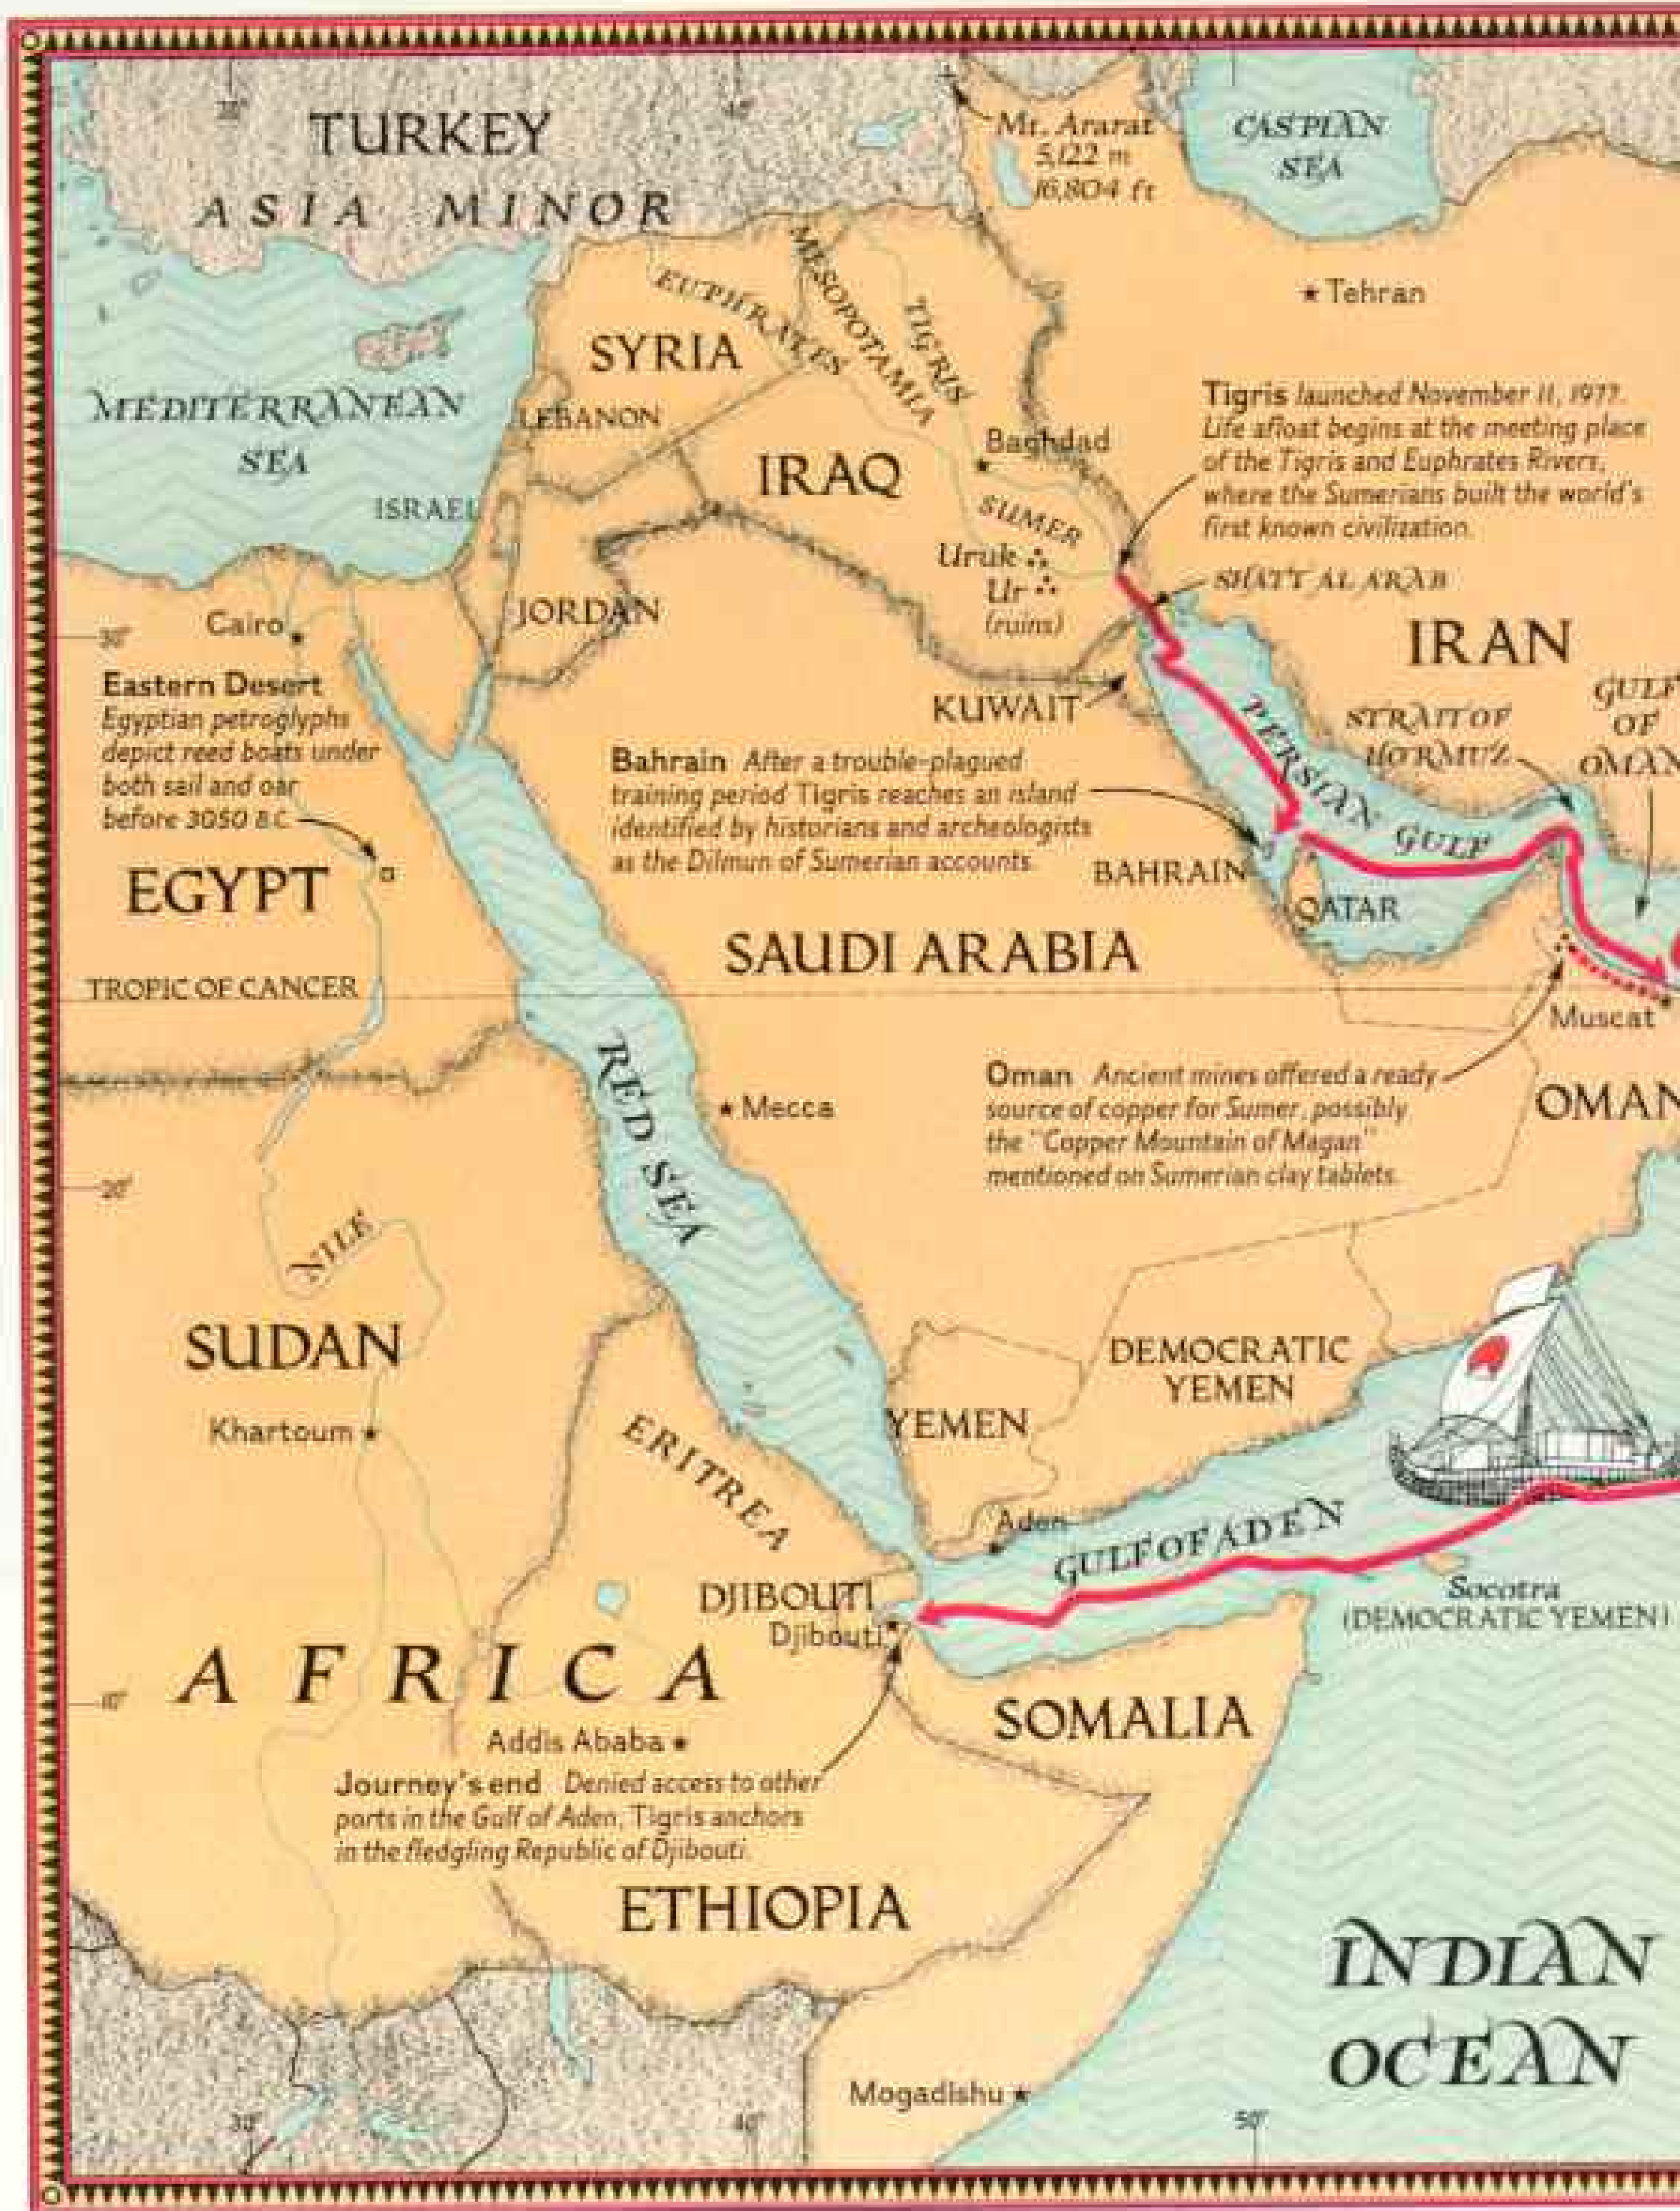 TURKEY
ASIA MINOR
Mt. Ararat
5,122 m
16,804 ft
CASPIAN
SEA
Tehran
MEDITERRANEAN
SEA
SYRIA
EUPHRATES
MESOPOTAMIA
TIGRIS
LEBANON
ISRAEL
IRAQ
Baghdad
SUMER
Uruk
Ur
(ruins)
Tigris launched November 11, 1977.
Life afloat begins at the meeting place
of the Tigris and Euphrates Rivers,
where the Sumerians built the world's
first known civilization.
SHATT AL ARAB
IRAN
JORDAN
Cairo
30°
KUWAIT
PERSIAN GULF
STRAIT OF
HORMUZ
GULF
OF
OMAN
Eastern Desert
Egyptian petroglyphs
depict reed boats under
both sail and oar
before 3050 B.C.
Bahrain After a trouble-plagued
training period Tigris reaches an island
identified by historians and archeologists
as the Dilmun of Sumerian accounts.
BAHRAIN
QATAR
EGYPT
SAUDI ARABIA
TROPIC OF CANCER
Muscat
RED SEA
Mecca
Oman Ancient mines offered a ready
source of copper for Sumer, possibly
the "Copper Mountain of Magan"
mentioned on Sumerian clay tablets.
OMAN
20°
NILE
SUDAN
Khartoum
ERITREA
YEMEN
DEMOCRATIC
YEMEN
Aden
GULF OF ADEN
Socotra
(DEMOCRATIC YEMEN)
DJIBOUTI
Djibouti
AFRICA
10°
SOMALIA
Addis Ababa
Journey's end Denied access to other
ports in the Gulf of Aden, Tigris anchors
in the fledgling Republic of Djibouti.
ETHIOPIA
INDIAN
OCEAN
Mogadishu
30°
40°
50°